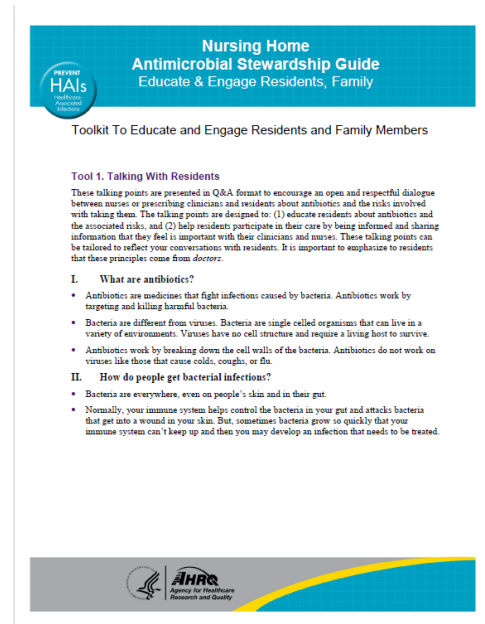 Nursing Home
Antimicrobial Stewardship Guide
Educate & Engage Residents, Family
PREVENT
HAIs
Healthcare-
Associated
Infections
Toolkit To Educate and Engage Residents and Family Members
Tool 1. Talking With Residents
These talking points are presented in Q&A format to encourage an open and respectful dialogue
between nurses or prescribing clinicians and residents about antibiotics and the risks involved
with taking them. The talking points are designed to: (1) educate residents about antibiotics and
the associated risks, and (2) help residents participate in their care by being informed and sharing
information that they feel is important with their clinicians and nurses. These talking points can
be tailored to reflect your conversations with residents. It is important to emphasize to residents
that these principles come from doctors.
I. What are antibiotics?
• Antibiotics are medicines that fight infections caused by bacteria. Antibiotics work by
targeting and killing harmful bacteria.
• Bacteria are different from viruses. Bacteria are single celled organisms that can live in a
variety of environments. Viruses have no cell structure and require a living host to survive.
• Antibiotics work by breaking down the cell walls of the bacteria. Antibiotics do not work on
viruses like those that cause colds, coughs, or flu.
II. How do people get bacterial infections?
• Bacteria are everywhere, even on people's skin and in their gut.
• Normally, your immune system helps control the bacteria in your gut and attacks bacteria
that get into a wound in your skin. But, sometimes bacteria grow so quickly that your
immune system can't keep up and then you may develop an infection that needs to be treated.
AHRQ
Agency for Healthcare
Research and Quality